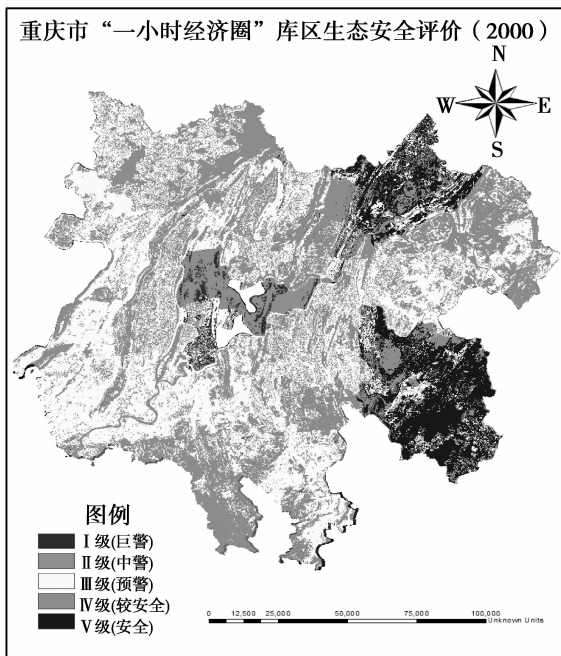 重庆市“一小时经济圈”库区生态安全评价（2000）
N
W E
S
图例
Ⅰ级(巨警)
Ⅱ级(中警)
Ⅲ级(预警)
Ⅳ级(较安全)
Ⅴ级(安全)
0 12,500 25,000 50,000 75,000 100,000
Unknown Units